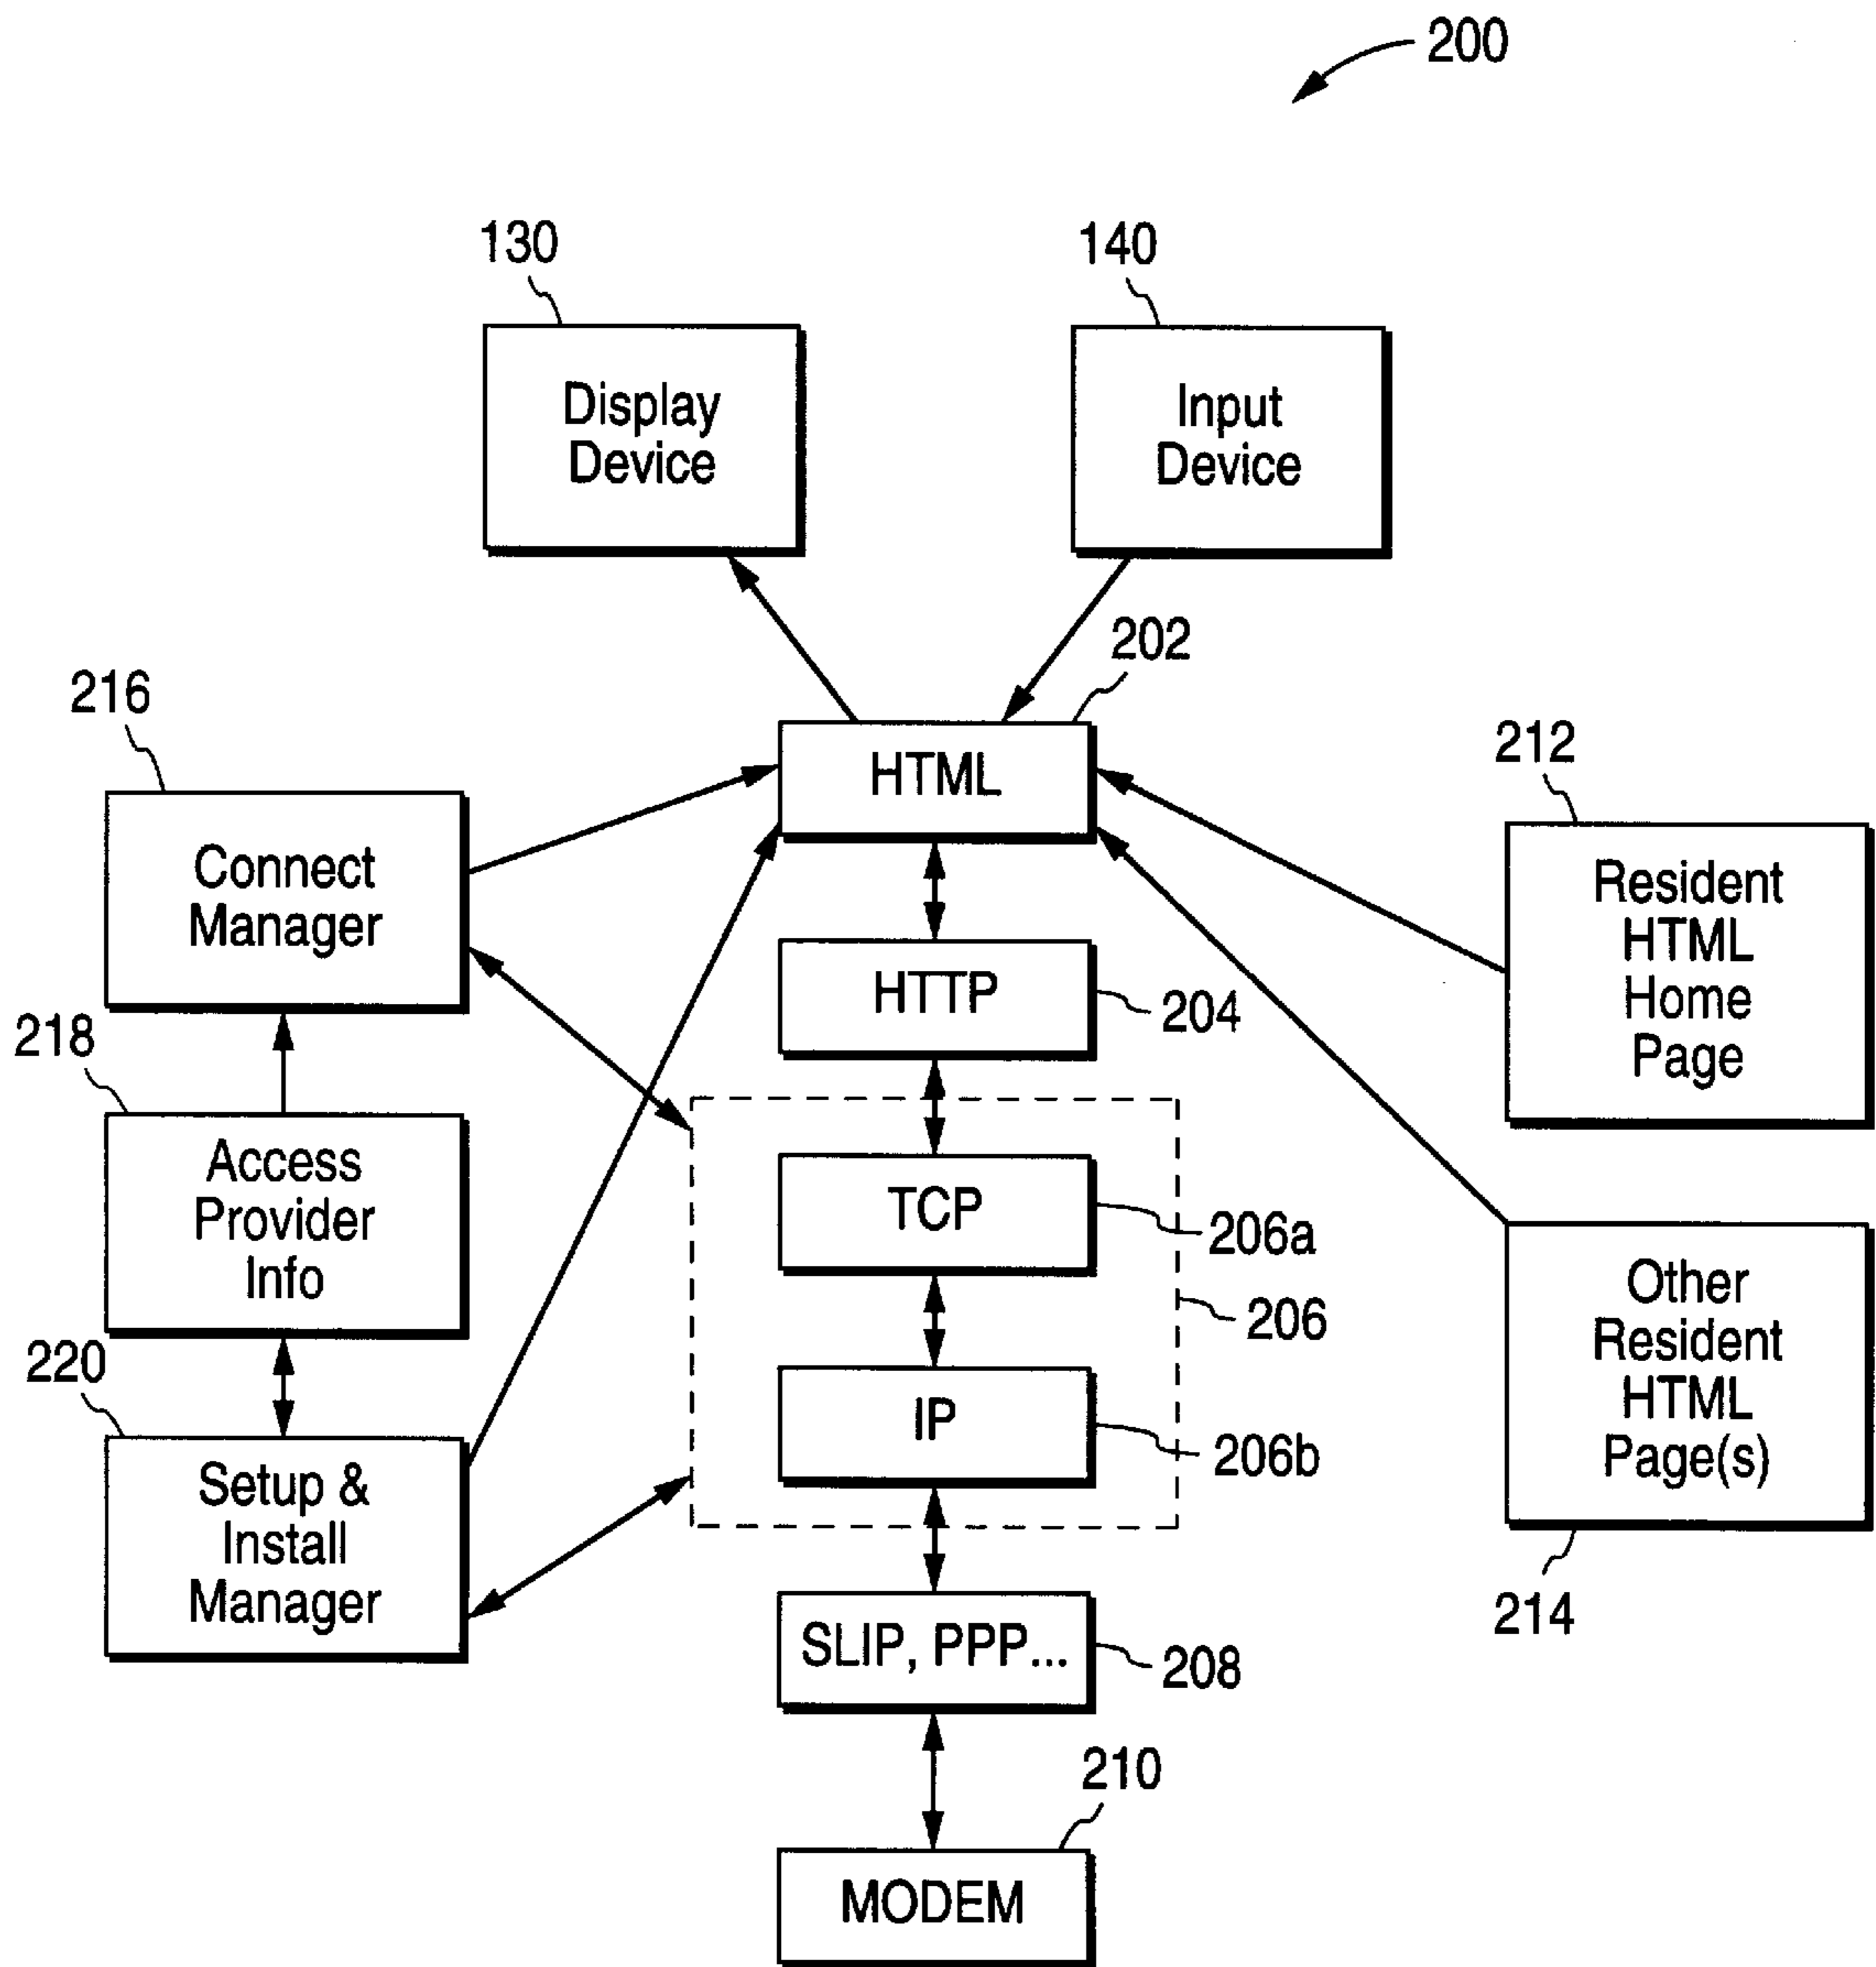 200
130
140
Display
Device
Input
Device
202
216
HTML
212
Connect
Manager
Resident
HTML
Home
Page
HTTP
204
218
Access
Provider
Info
TCP
206a
206
Other
Resident
HTML
Page(s)
220
IP
206b
Setup &
Install
Manager
214
SLIP, PPP...
208
210
MODEM